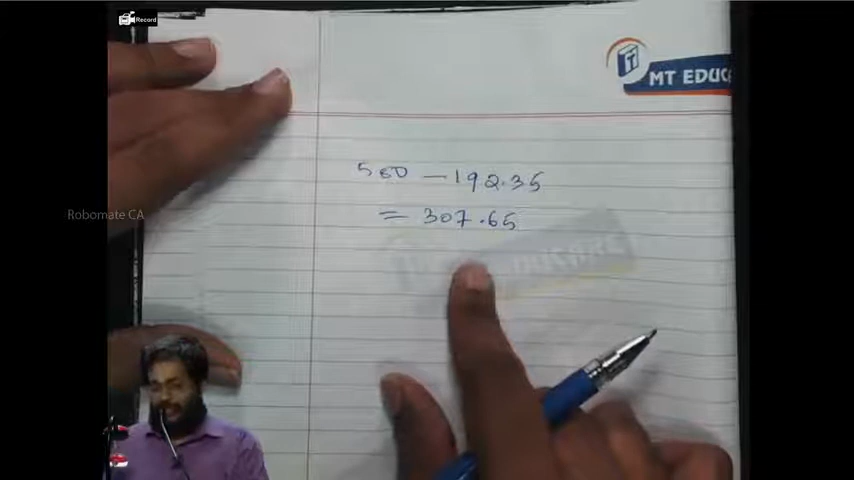 Record
MT EDUC
500 - 192.35
= 307.65
Robomate CA